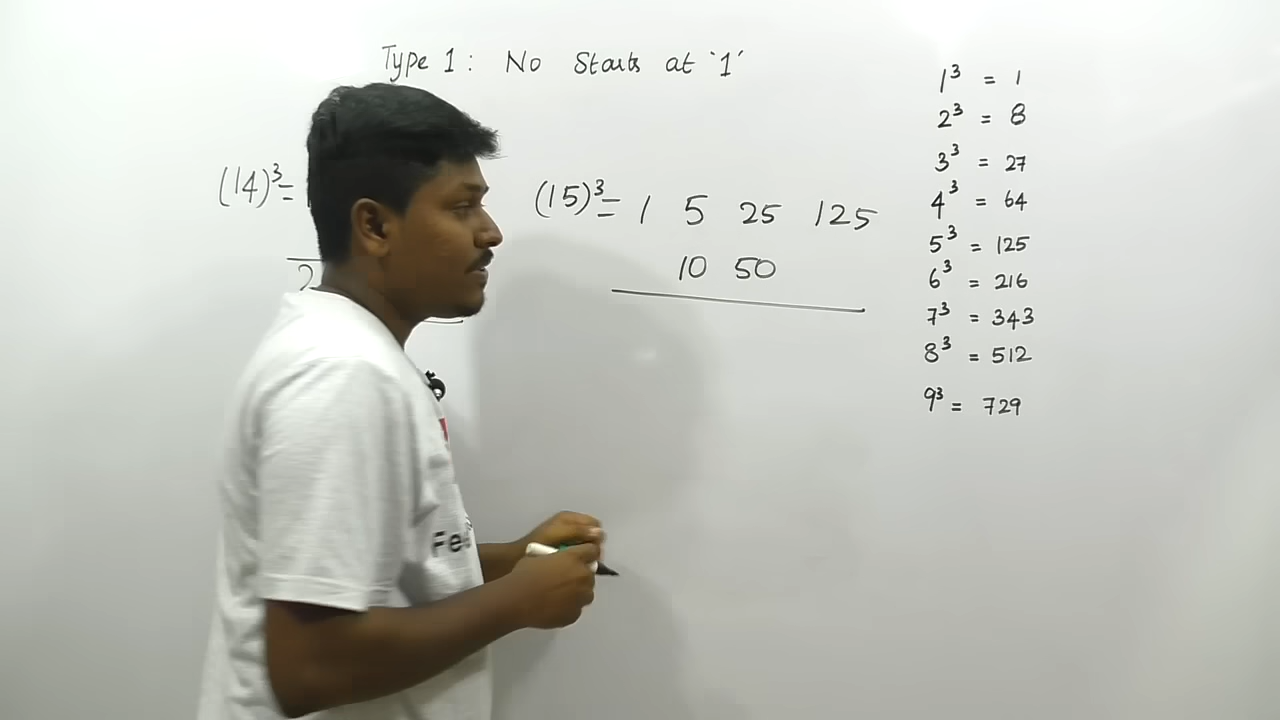 Type 1: No Starts at '1'
(14)³=
2
(15)³= 1 5 25 125
10 50
1³ = 1
2³ = 8
3³ = 27
4³ = 64
5³ = 125
6³ = 216
7³ = 343
8³ = 512
9³ = 729